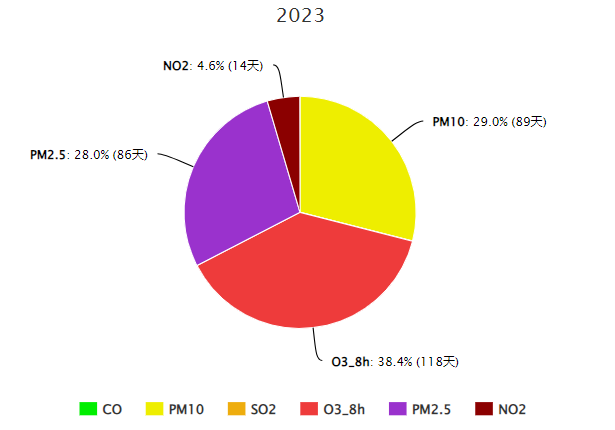 2023
NO2: 4.6% (14天)
PM10: 29.0% (89天)
PM2.5: 28.0% (86天)
O3_8h: 38.4% (118天)
CO PM10 SO2 O3_8h PM2.5 NO2